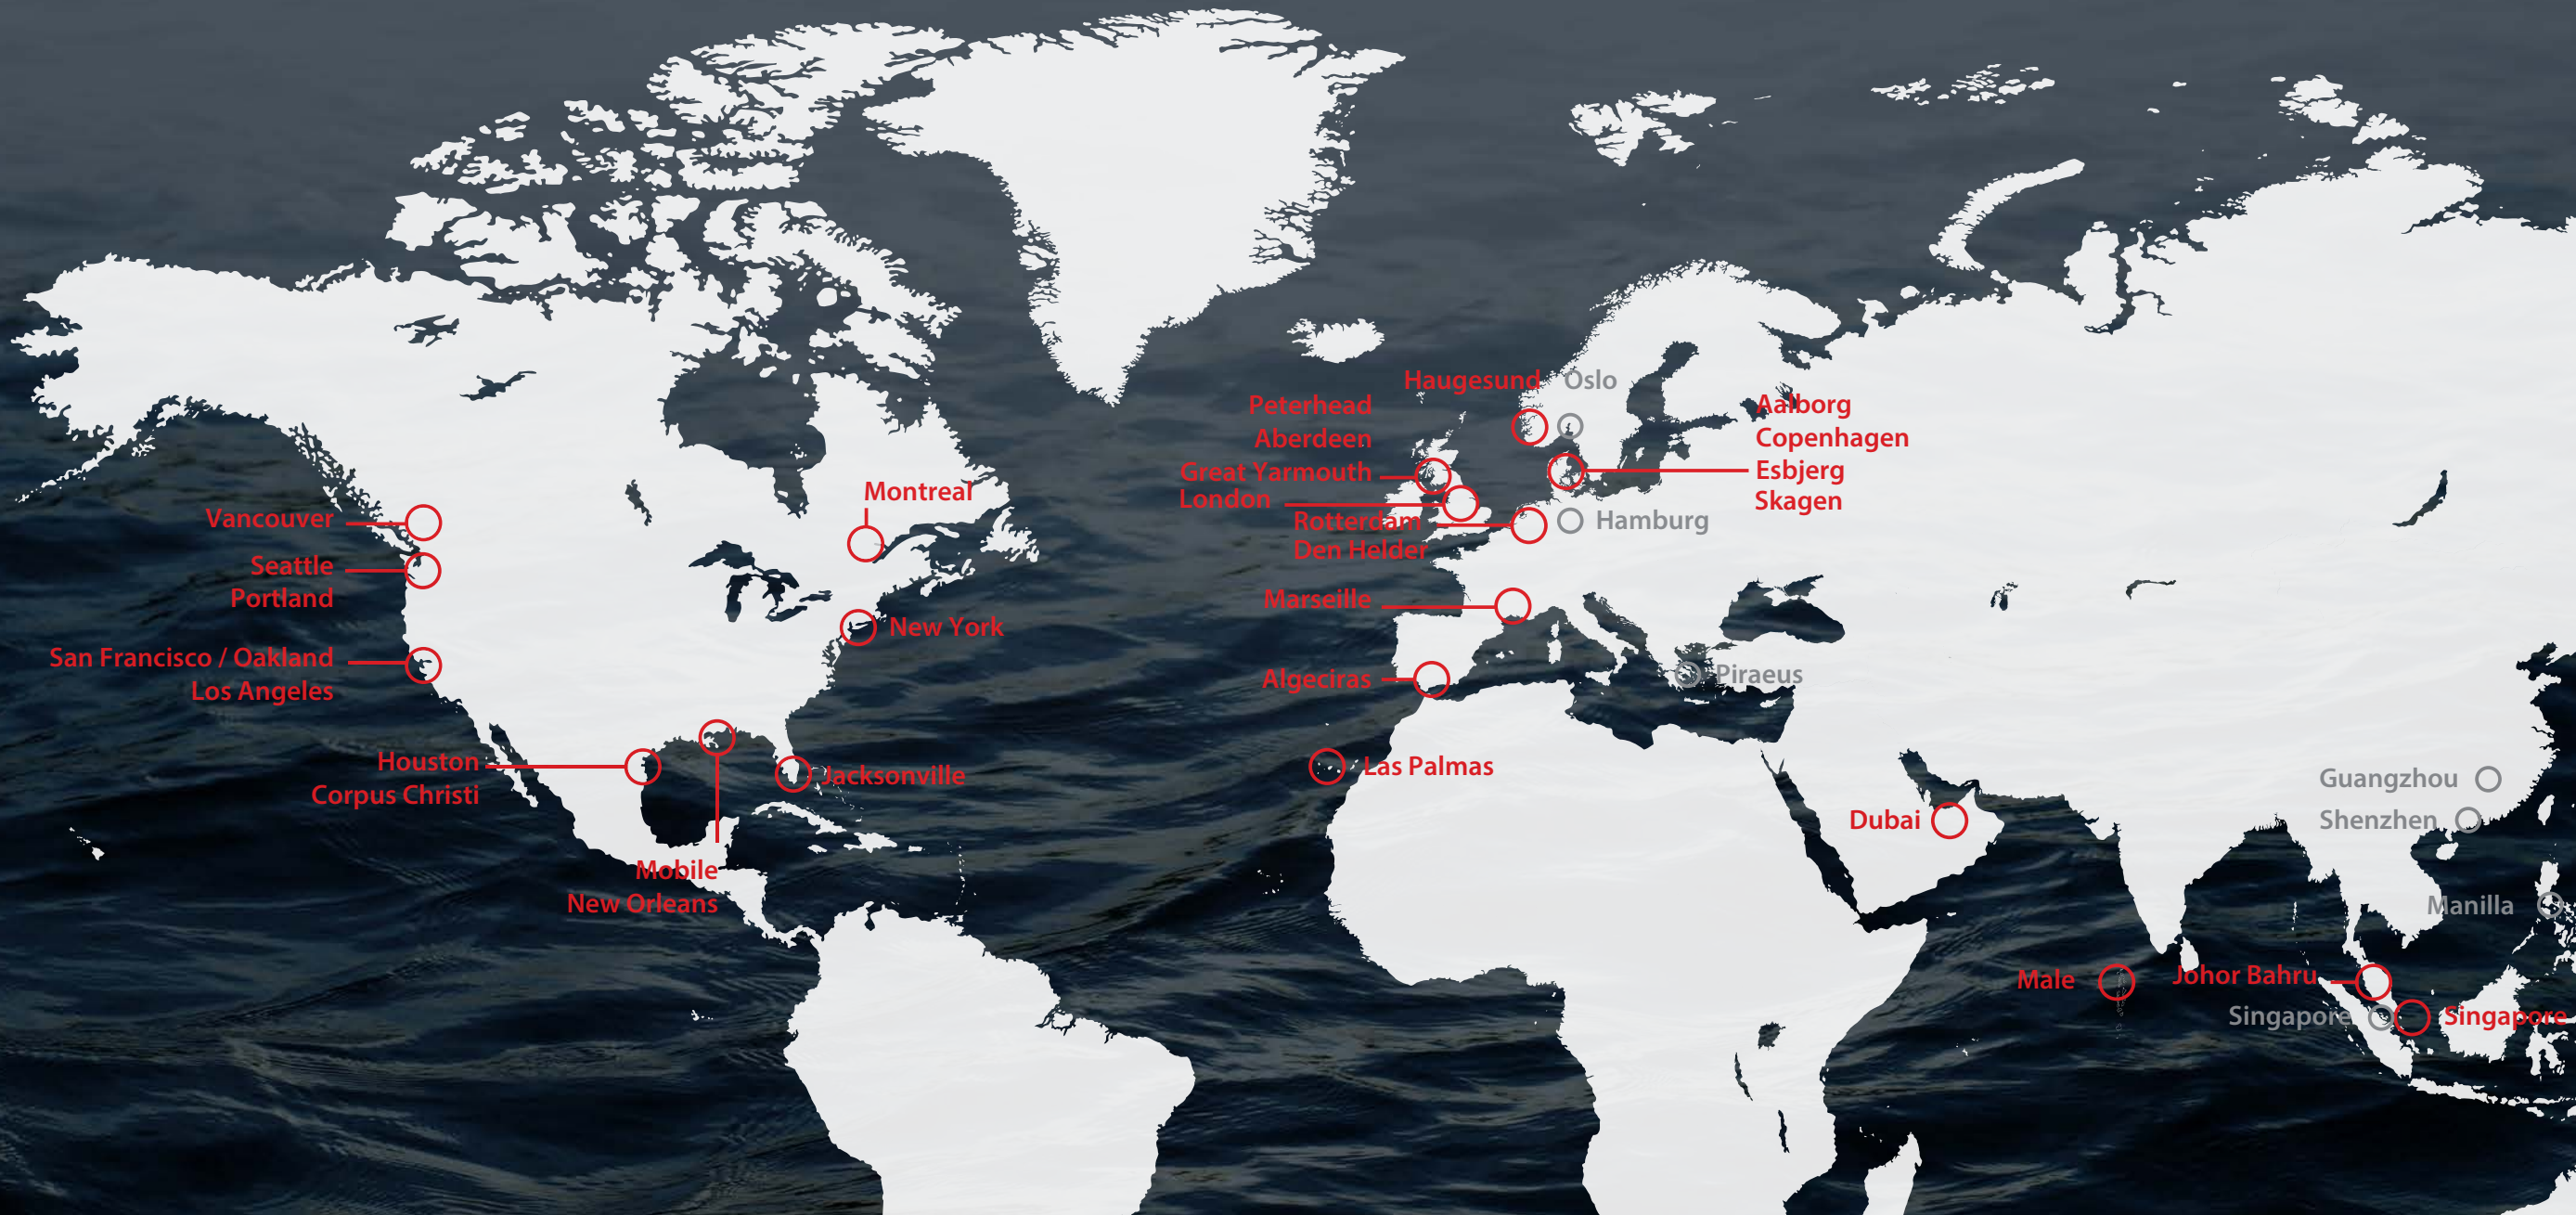 Vancouver
Seattle
Portland
San Francisco / Oakland
Los Angeles
Houston
Corpus Christi
Mobile
New Orleans
Jacksonville
New York
Montreal
Haugesund
Oslo
Peterhead
Aberdeen
Great Yarmouth
London
Rotterdam
Den Helder
Marseille
Algeciras
Las Palmas
Aalborg
Copenhagen
Esbjerg
Skagen
Hamburg
Piraeus
Dubai
Male
Guangzhou
Shenzhen
Manilla
Johor Bahru
Singapore
Singapore